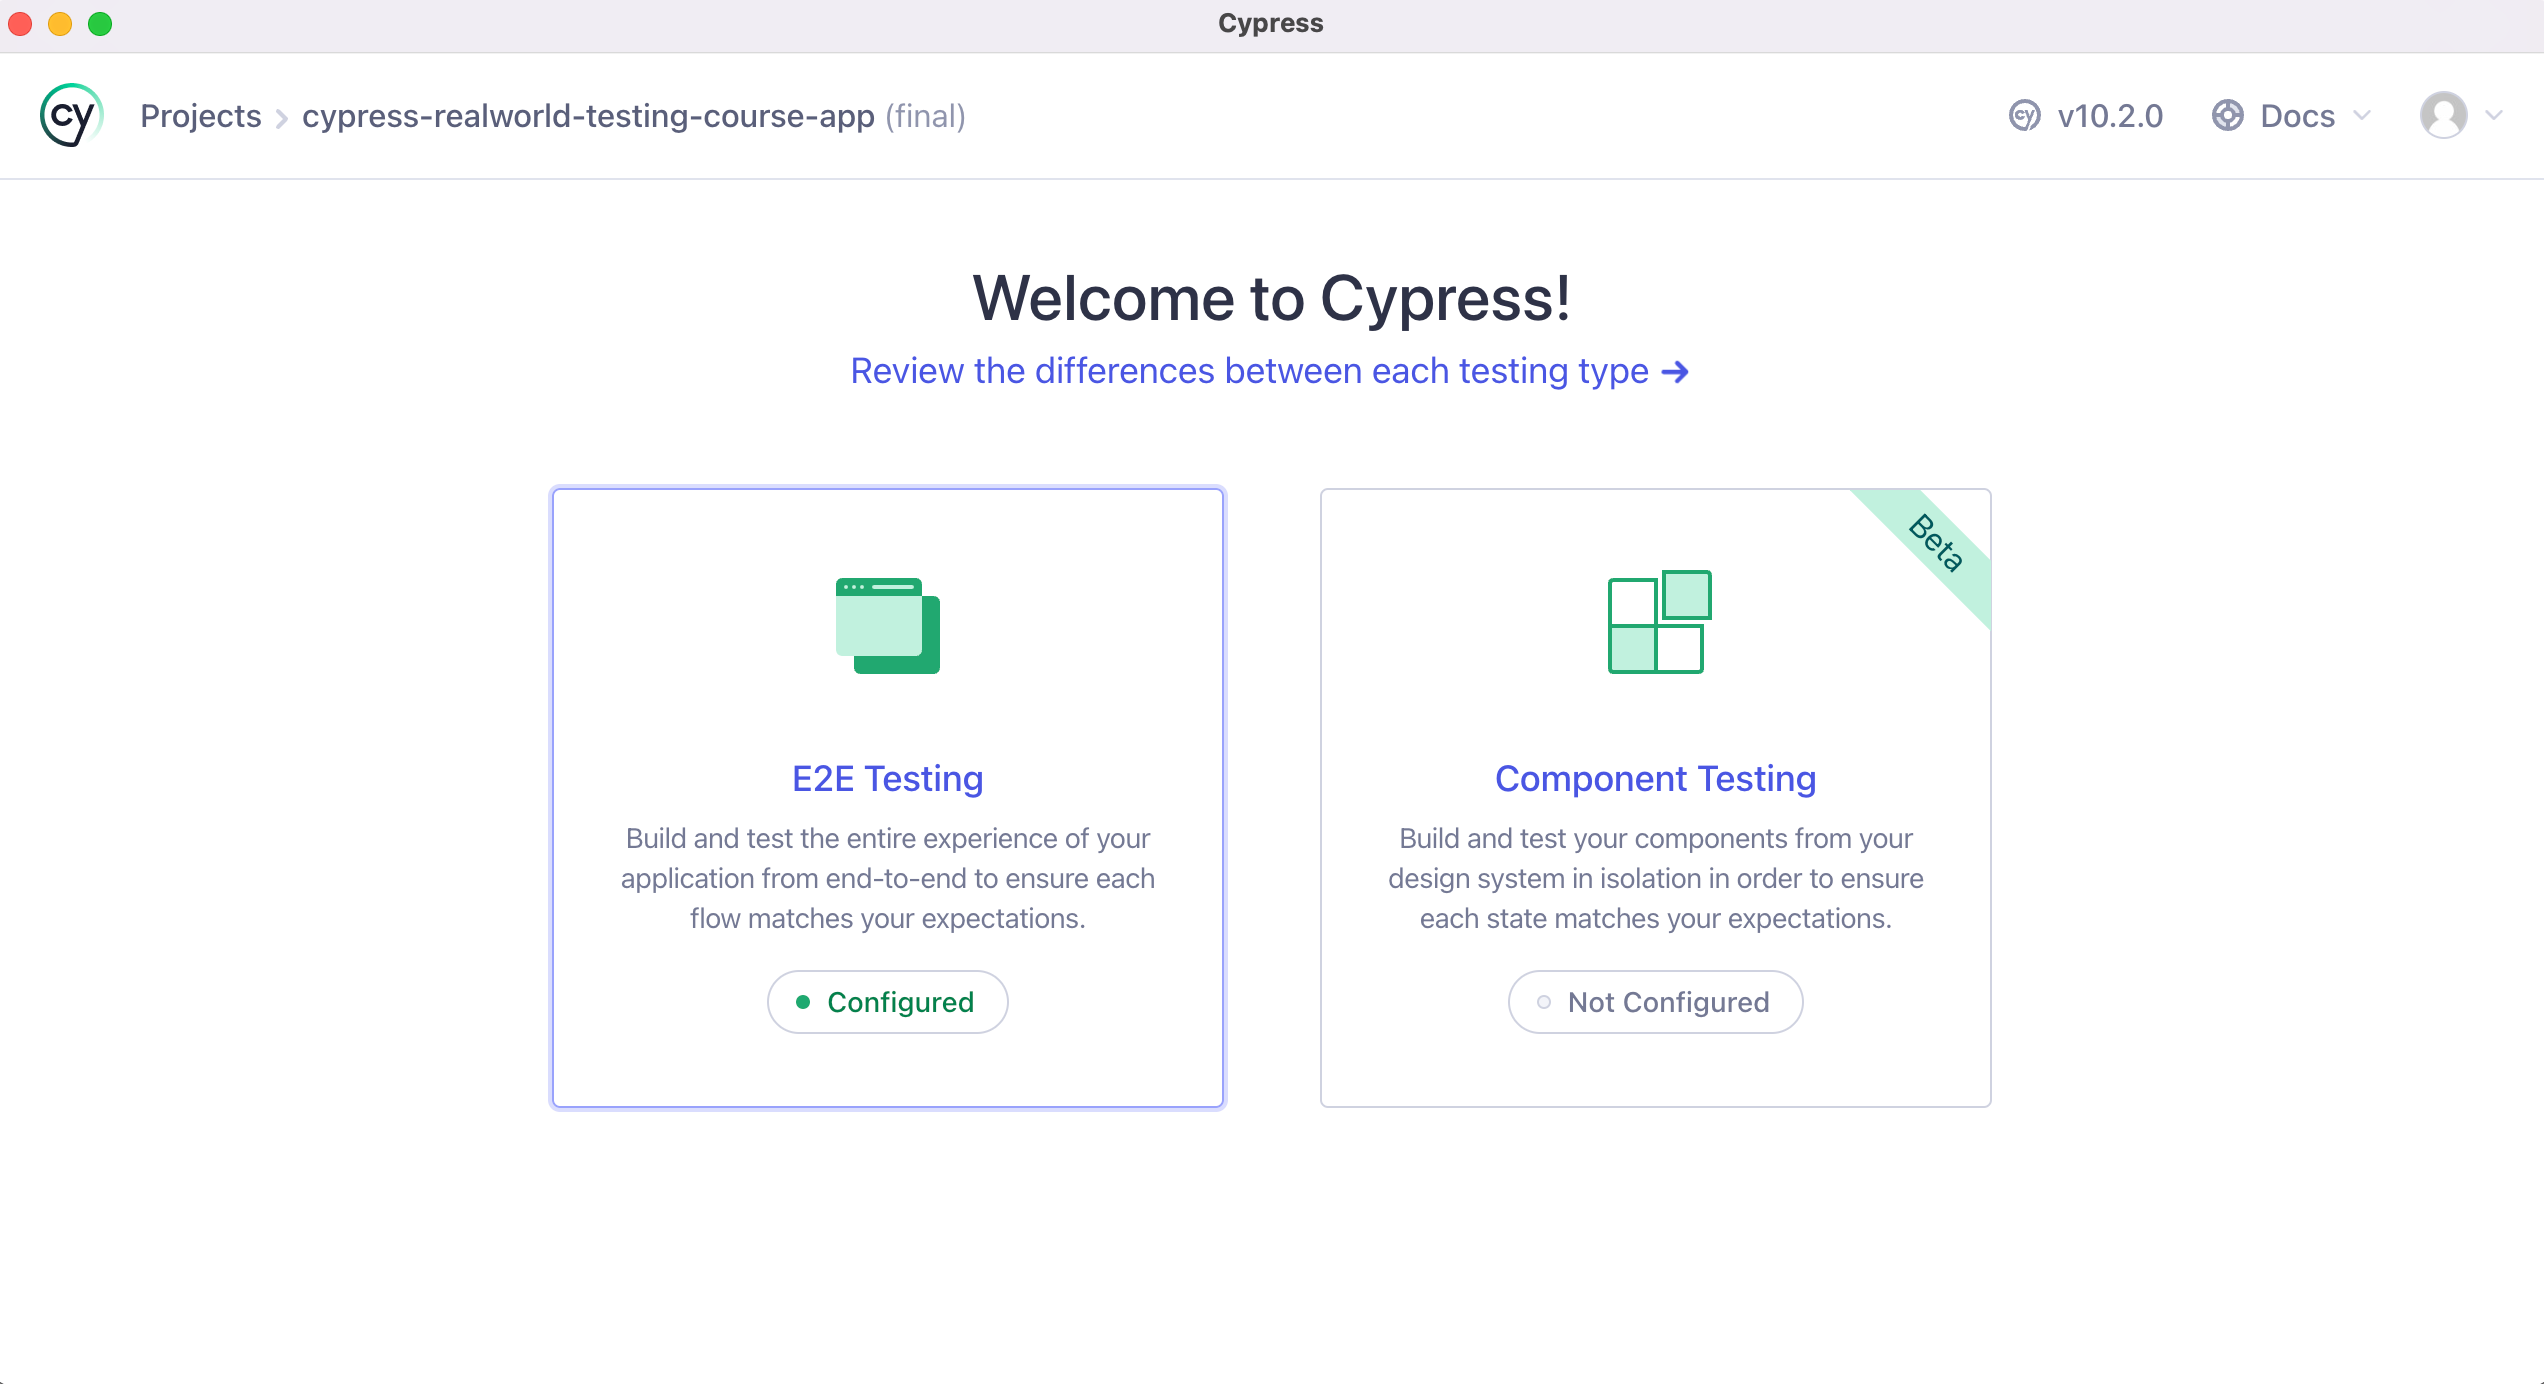 Cypress
cy Projects cypress-realworld-testing-course-app (final) cy v10.2.0 Docs
Welcome to Cypress!
Review the differences between each testing type →
Beta
E2E Testing
Build and test the entire experience of your
application from end-to-end to ensure each
flow matches your expectations.
Configured
Component Testing
Build and test your components from your
design system in isolation in order to ensure
each state matches your expectations.
Not Configured